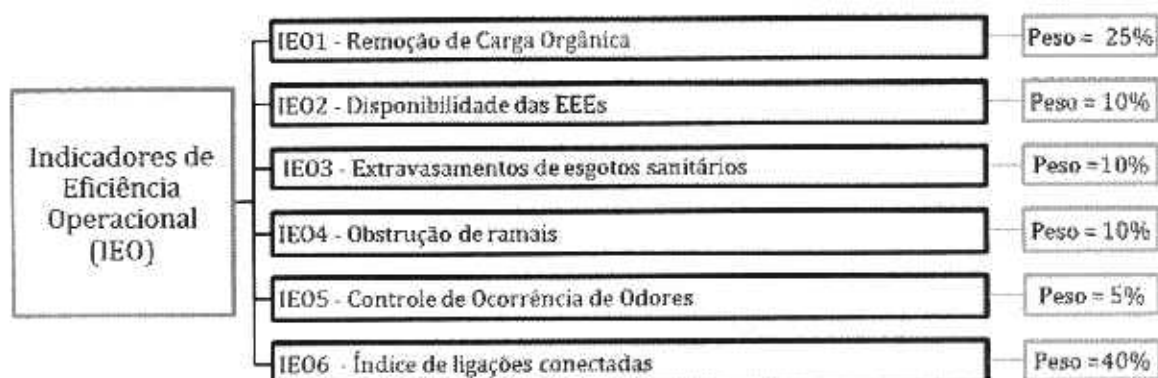 Indicadores de
Eficiência
Operacional
(IEO)
IEO1 - Remoção de Carga Orgânica
Peso = 25%
IEO2 - Disponibilidade das EEEs
Peso = 10%
IEO3 - Extravasamentos de esgotos sanitários
Peso =10%
IEO4 - Obstrução de ramais
Peso = 10%
IEO5 - Controle de Ocorrência de Odores
Peso = 5%
IEO6 - Índice de ligações conectadas
Peso =40%